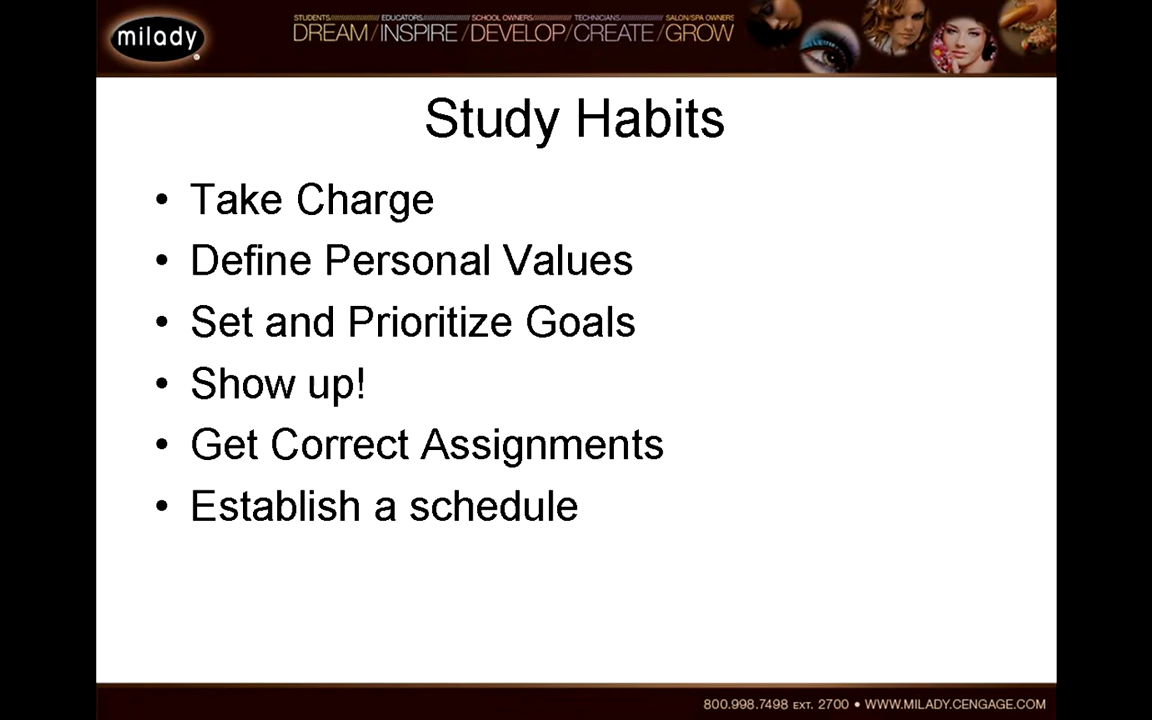 milady
STUDENTS EDUCATORS SCHOOL OWNERS TECHNICIANS SALON/SPA OWNERS
DREAM/INSPIRE/DEVELOP/CREATE/GROW
Study Habits
• Take Charge
• Define Personal Values
• Set and Prioritize Goals
• Show up!
• Get Correct Assignments
• Establish a schedule
800.998.7498 EXT. 2700 • WWW.MILADY.CENGAGE.COM